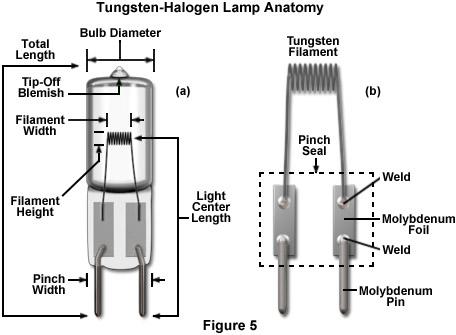 Tungsten-Halogen Lamp Anatomy
Total
Length
Bulb Diameter
Tip-Off
Blemish
(a)
Filament
Width
Filament
Height
Light
Center
Length
Pinch
Width
Tungsten
Filament
(b)
Pinch
Seal
Weld
Molybdenum
Foil
Weld
Molybdenum
Pin
Figure 5